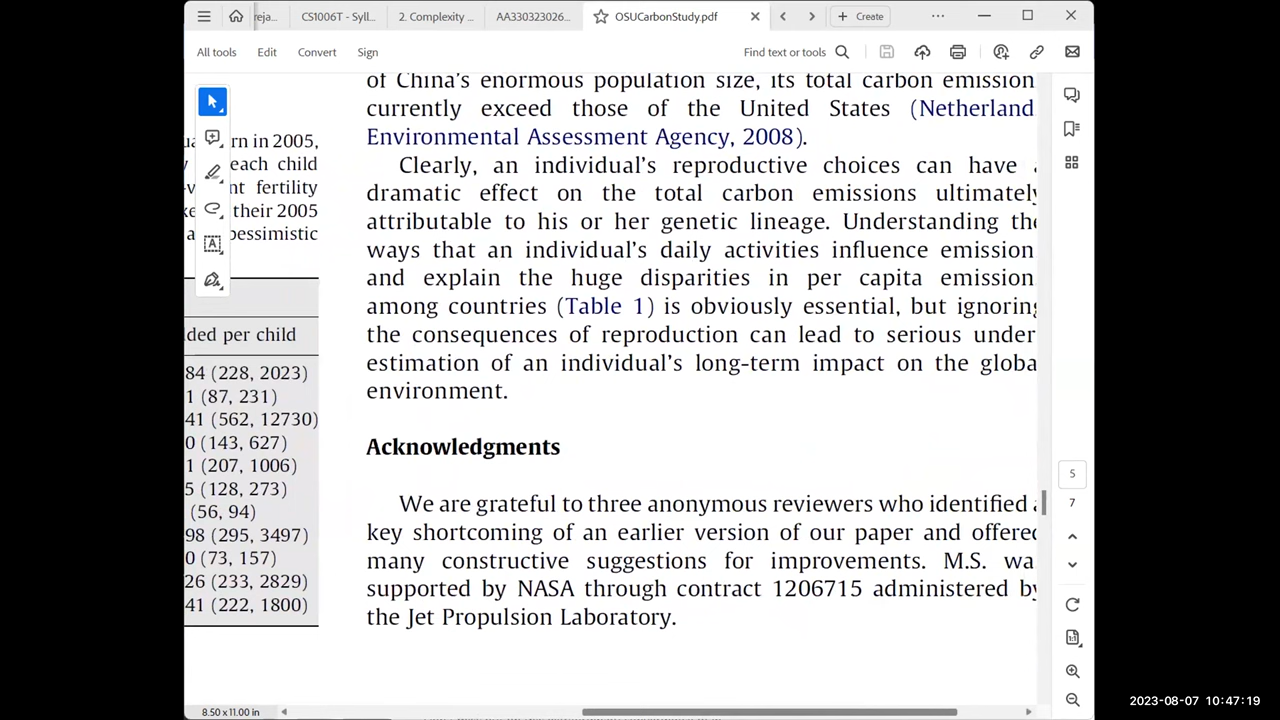 CS1006T - Syll...
2. Complexity ...
AA330323026...
OSUCarbonStudy.pdf
Create
All tools
Edit
Convert
Sign
Find text or tools
rn in 2005,
each child
nt fertility
their 2005
pessimistic
per child
84 (228, 2023)
1 (87, 231)
41 (562, 12730)
0 (143, 627)
1 (207, 1006)
5 (128, 273)
(56, 94)
98 (295, 3497)
0 (73, 157)
26 (233, 2829)
41 (222, 1800)
of China's enormous population size, its total carbon emission
currently exceed those of the United States (Netherland
Environmental Assessment Agency, 2008).
Clearly, an individual's reproductive choices can have
dramatic effect on the total carbon emissions ultimately
attributable to his or her genetic lineage. Understanding the
ways that an individual's daily activities influence emission
and explain the huge disparities in per capita emission
among countries (Table 1) is obviously essential, but ignoring
the consequences of reproduction can lead to serious under
estimation of an individual's long-term impact on the globa
environment.
Acknowledgments
We are grateful to three anonymous reviewers who identified
key shortcoming of an earlier version of our paper and offered
many constructive suggestions for improvements. M.S. wa
supported by NASA through contract 1206715 administered by
the Jet Propulsion Laboratory.
5
7
8.50 x 11.00 in
2023-08-07 10:47:19